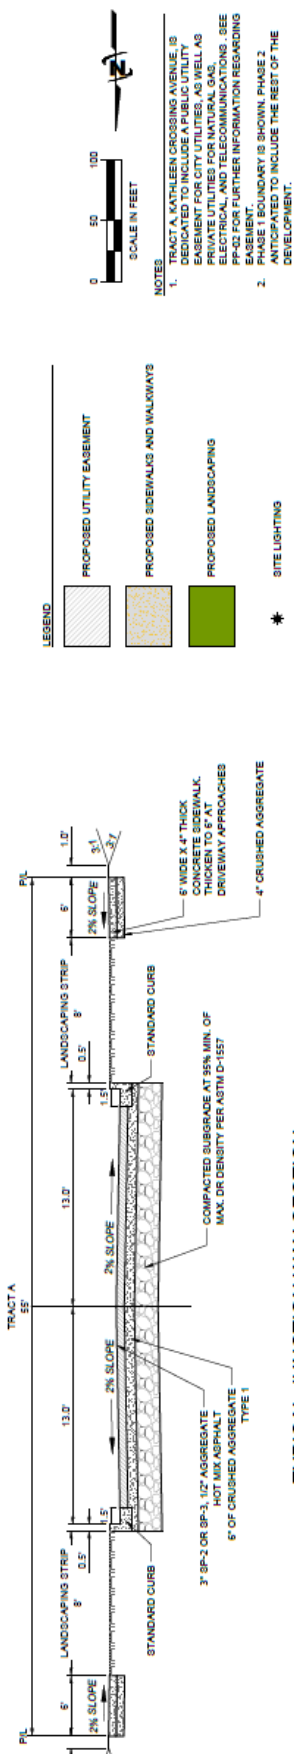 TRACT A
55'
P/L
P/L
6'
LANDSCAPING STRIP
8'
0.5'
13.0'
13.0'
0.5'
LANDSCAPING STRIP
8'
6'
1.0'
2% SLOPE
1.5'
2% SLOPE
2% SLOPE
1.5'
2% SLOPE
3:1
3:1
STANDARD CURB
STANDARD CURB
3" SP-2 OR SP-3, 1/2" AGGREGATE
HOT MIX ASPHALT
6" OF CRUSHED AGGREGATE
TYPE 1
COMPACTED SUBGRADE AT 95% MIN. OF
MAX. DR DENSITY PER ASTM D-1557
6' WIDE X 4" THICK
CONCRETE SIDEWALK.
THICKEN TO 6" AT
DRIVEWAY APPROACHES
4" CRUSHED AGGREGATE
LEGEND
PROPOSED UTILITY EASEMENT
PROPOSED SIDEWALKS AND WALKWAYS
PROPOSED LANDSCAPING
SITE LIGHTING
0 50 100
SCALE IN FEET
N
NOTES
1. TRACT A, KATHLEEN CROSSING AVENUE, IS
DEDICATED TO INCLUDE A PUBLIC UTILITY
EASEMENT FOR CITY UTILITIES, AS WELL AS
PRIVATE UTILITIES FOR NATURAL GAS,
ELECTRICAL, AND TELECOMMUNICATIONS. SEE
PP-02 FOR FURTHER INFORMATION REGARDING
EASEMENT.
2. PHASE 1 BOUNDARY IS SHOWN. PHASE 2
ANTICIPATED TO INCLUDE THE REST OF THE
DEVELOPMENT.